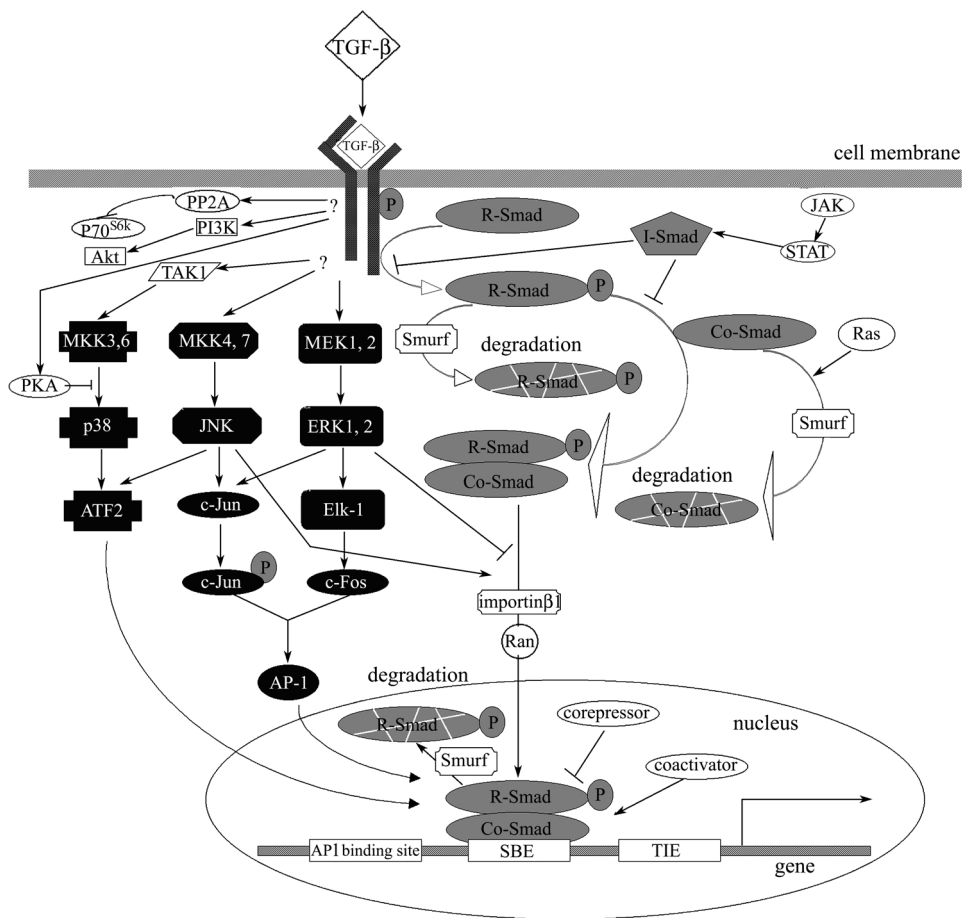 TGF-β
TGF-β
cell membrane
PP2A
?
P
R-Smad
JAK
P70S6k
PI3K
I-Smad
STAT
Akt
TAK1
?
R-Smad
P
MKK3,6
MKK4, 7
MEK1, 2
Smurf
degradation
Co-Smad
Ras
PKA
R-Smad
P
p38
JNK
ERK1, 2
Smurf
R-Smad
P
Co-Smad
degradation
ATF2
c-Jun
Elk-1
Co-Smad
c-Jun
P
c-Fos
importinβ1
Ran
AP-1
degradation
R-Smad
P
corepressor
nucleus
Smurf
coactivator
R-Smad
P
Co-Smad
AP1 binding site
SBE
TIE
gene